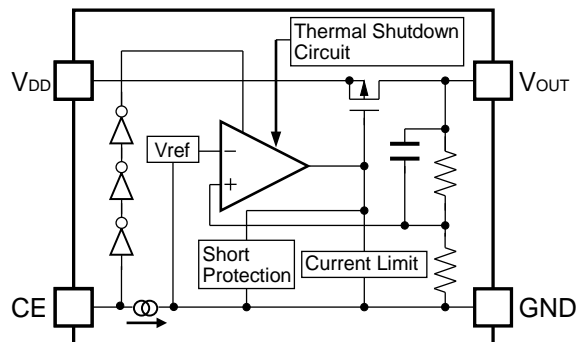 Thermal Shutdown
Circuit
VDD
VOUT
Vref
−
+
Short
Protection
Current Limit
CE
GND